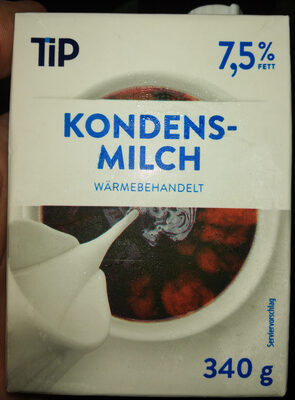 TiP
7,5%
FETT
KONDENS-
MILCH
WÄRMEBEHANDELT
Serviervorschlag
340 g